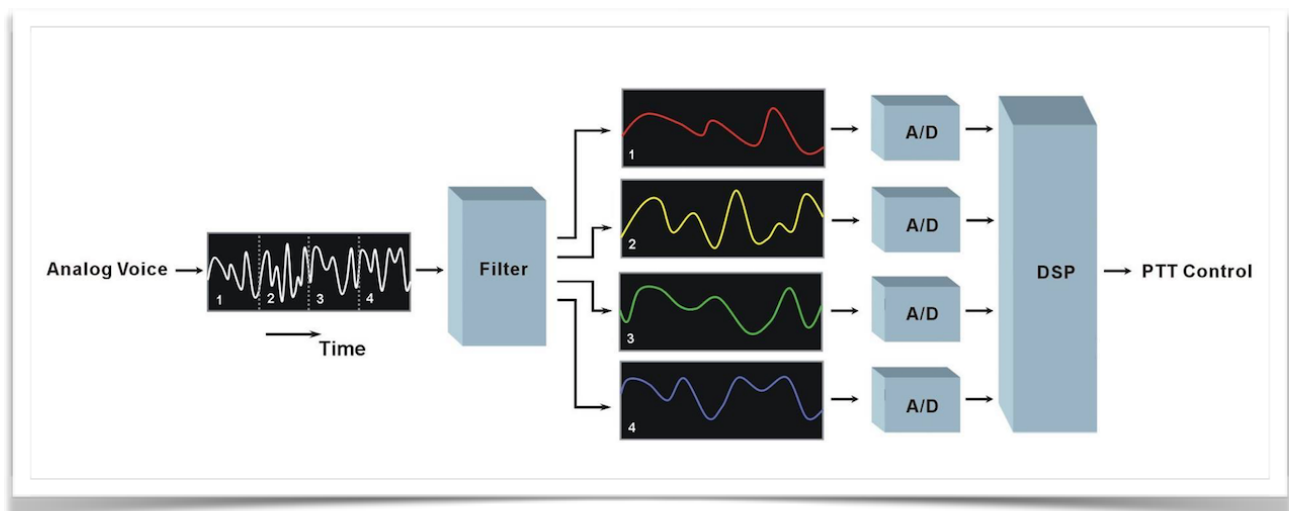 Analog Voice
1
2
3
4
Time
Filter
1
2
3
4
A/D
A/D
A/D
A/D
DSP
PTT Control